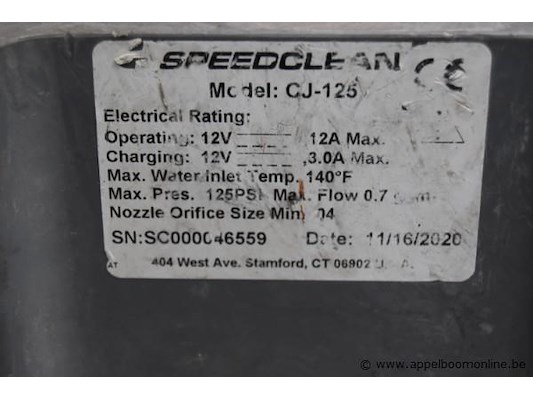 SPEEDCLEAN CE
Model: CJ-125
Electrical Rating:
Operating: 12V 12A Max.
Charging: 12V 3.0A Max.
Max. Water Inlet Temp. 140°F
Max. Pres. 125PSI Max. Flow 0.7
Nozzle Orifice Size Min. 04
SN:SC000046559 Date: 11/16/2020
AT 404 West Ave. Stamford, CT 06902
© www.appelboomonline.be